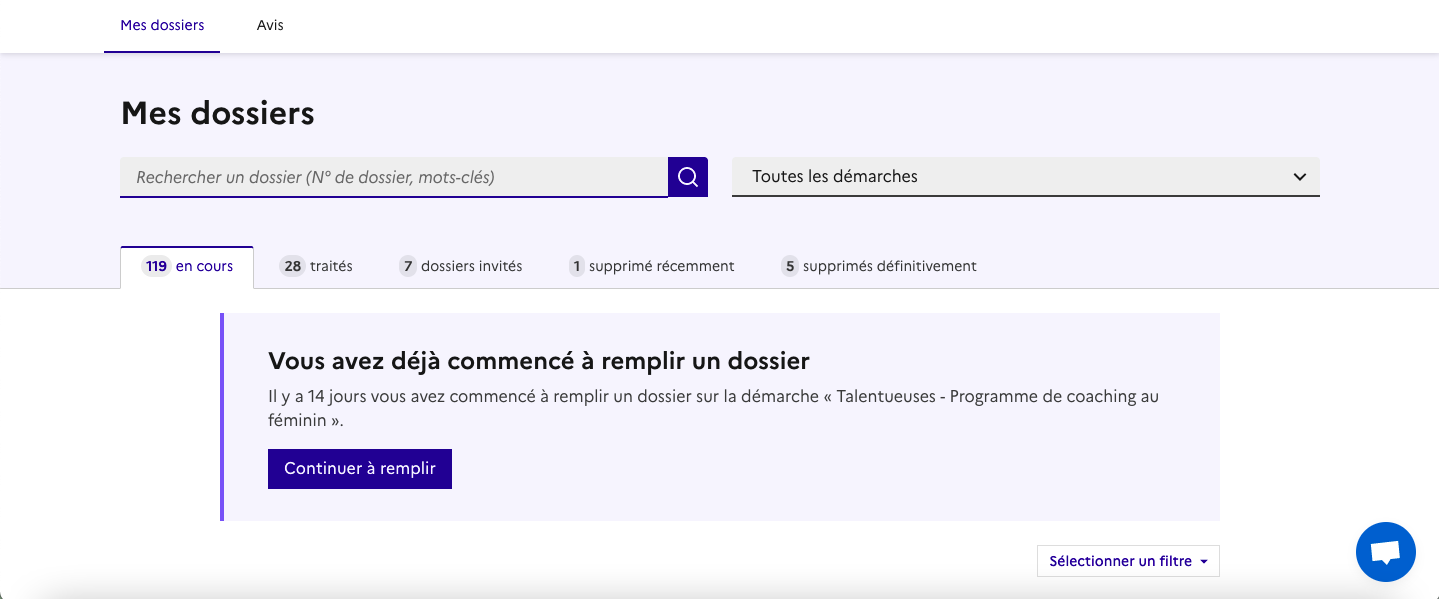 Mes dossiers
Avis
Mes dossiers
Rechercher un dossier (N° de dossier, mots-clés)
Toutes les démarches
119 en cours
28 traités
7 dossiers invités
1 supprimé récemment
5 supprimés définitivement
Vous avez déjà commencé à remplir un dossier
Il y a 14 jours vous avez commencé à remplir un dossier sur la démarche « Talentueuses - Programme de coaching au
féminin ».
Continuer à remplir
Sélectionner un filtre